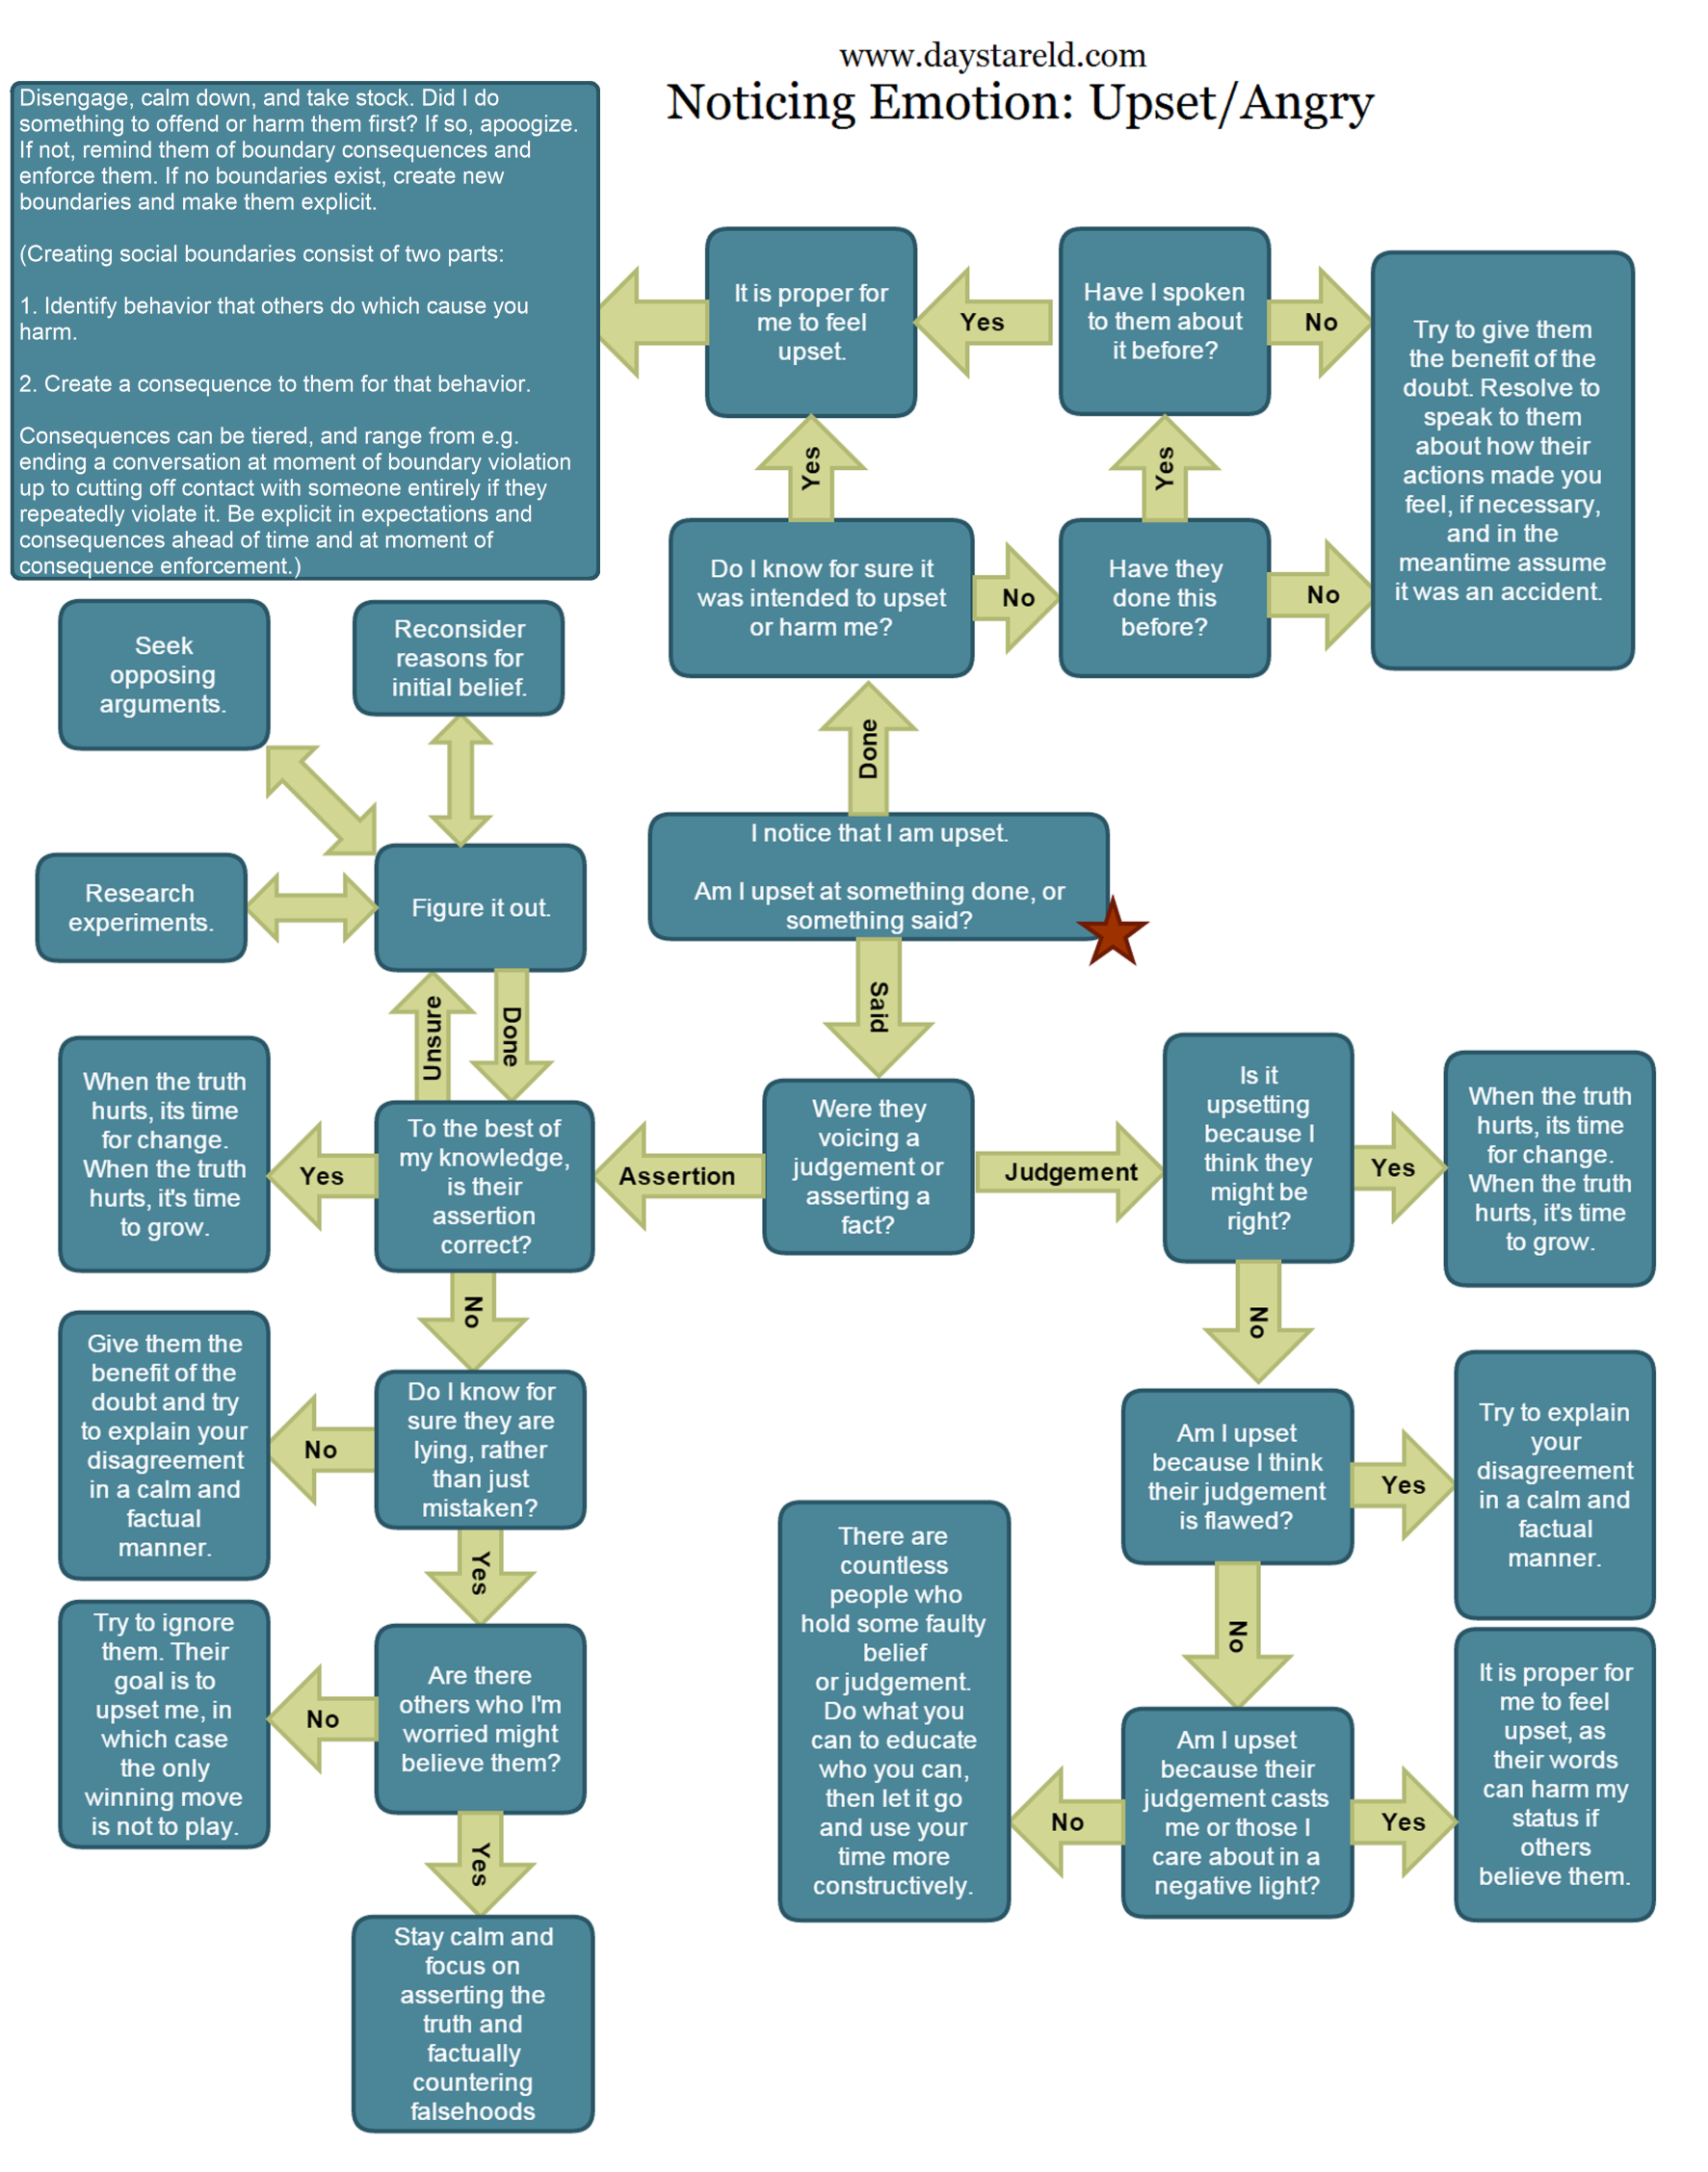 www.daystareld.com
Noticing Emotion: Upset/Angry
Disengage, calm down, and take stock. Did I do
something to offend or harm them first? If so, apoogize.
If not, remind them of boundary consequences and
enforce them. If no boundaries exist, create new
boundaries and make them explicit.
(Creating social boundaries consist of two parts:
1. Identify behavior that others do which cause you
harm.
2. Create a consequence to them for that behavior.
Consequences can be tiered, and range from e.g.
ending a conversation at moment of boundary violation
up to cutting off contact with someone entirely if they
repeatedly violate it. Be explicit in expectations and
consequences ahead of time and at moment of
consequence enforcement.)
It is proper for
me to feel
upset.
Yes
Have I spoken
to them about
it before?
No
Try to give them
the benefit of the
doubt. Resolve to
speak to them
about how their
actions made you
feel, if necessary,
and in the
meantime assume
it was an accident.
Yes
Yes
Do I know for sure it
was intended to upset
or harm me?
No
Have they
done this
before?
No
Seek
opposing
arguments.
Reconsider
reasons for
initial belief.
Done
I notice that I am upset.
Am I upset at something done, or
something said?
Research
experiments.
Figure it out.
Unsure
Done
Said
When the truth
hurts, its time
for change.
When the truth
hurts, it's time
to grow.
Yes
To the best of
my knowledge,
is their
assertion
correct?
Assertion
Were they
voicing a
judgement or
asserting a
fact?
Judgement
Is it
upsetting
because I
think they
might be
right?
Yes
When the truth
hurts, its time
for change.
When the truth
hurts, it's time
to grow.
No
No
Give them the
benefit of the
doubt and try
to explain your
disagreement
in a calm and
factual
manner.
No
Do I know for
sure they are
lying, rather
than just
mistaken?
Am I upset
because I think
their judgement
is flawed?
Yes
Try to explain
your
disagreement
in a calm and
factual
manner.
Yes
No
Try to ignore
them. Their
goal is to
upset me, in
which case
the only
winning move
is not to play.
No
Are there
others who I'm
worried might
believe them?
There are
countless
people who
hold some faulty
belief
or judgement.
Do what you
can to educate
who you can,
then let it go
and use your
time more
constructively.
No
Am I upset
because their
judgement casts
me or those I
care about in a
negative light?
Yes
It is proper for
me to feel
upset, as
their words
can harm my
status if
others
believe them.
Yes
Stay calm and
focus on
asserting the
truth and
factually
countering
falsehoods